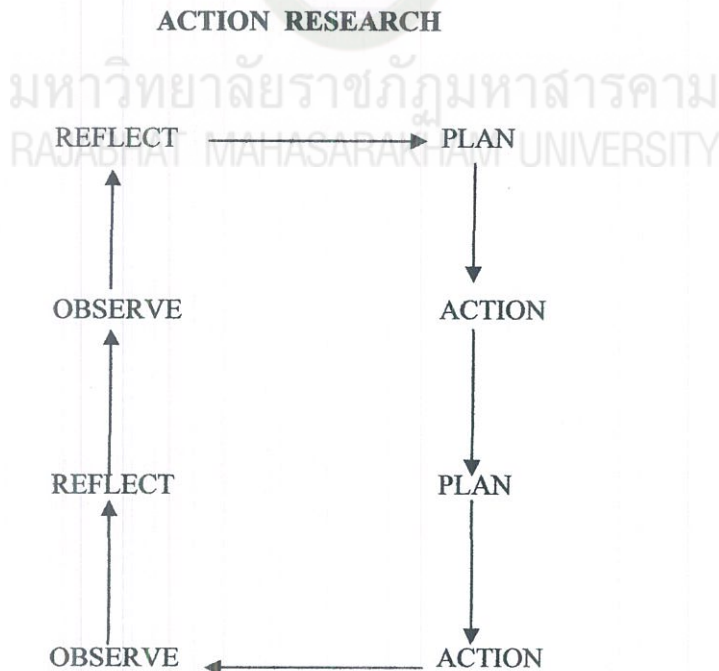 ACTION RESEARCH
มหาวิทยาลัยราชภัฏมหาสารคาม
RAJABHAT MAHASARAKHAM UNIVERSITY
REFLECT PLAN
OBSERVE ACTION
REFLECT PLAN
OBSERVE ACTION